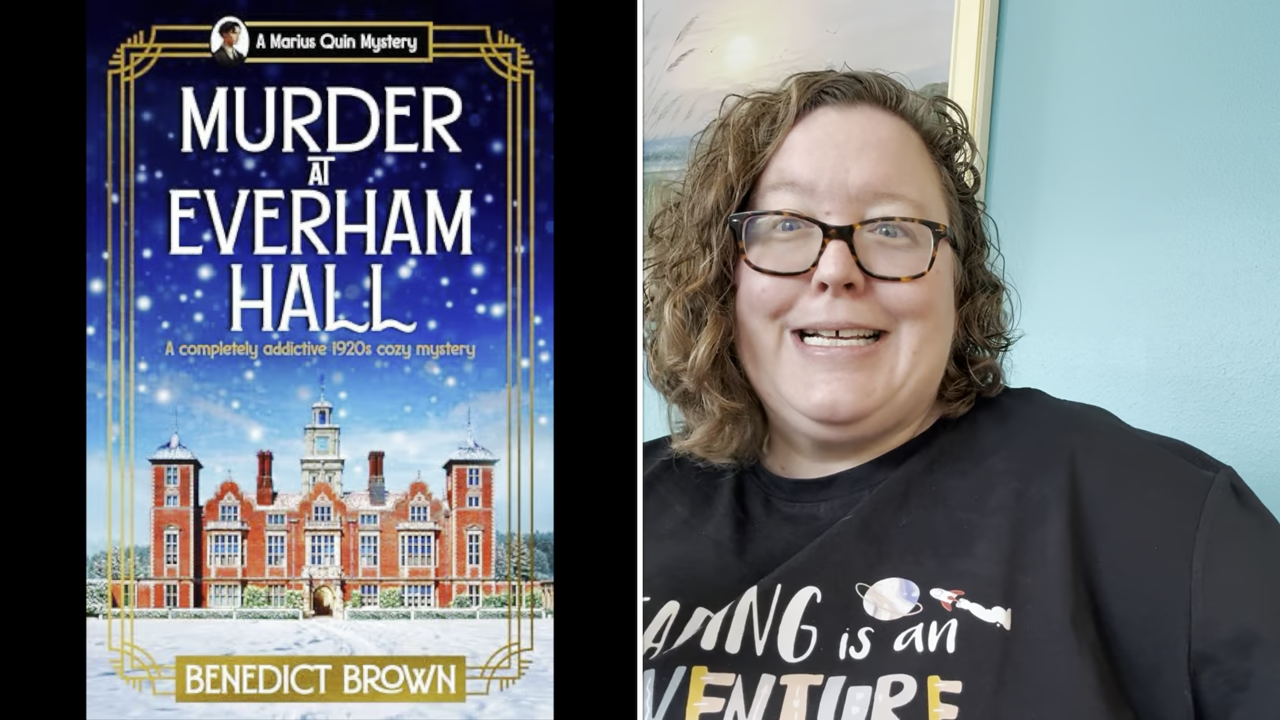 A Marius Quin Mystery
MURDER
AT
EVERHAM
HALL
A completely addictive 1920s cozy mystery
BENEDICT BROWN
is an